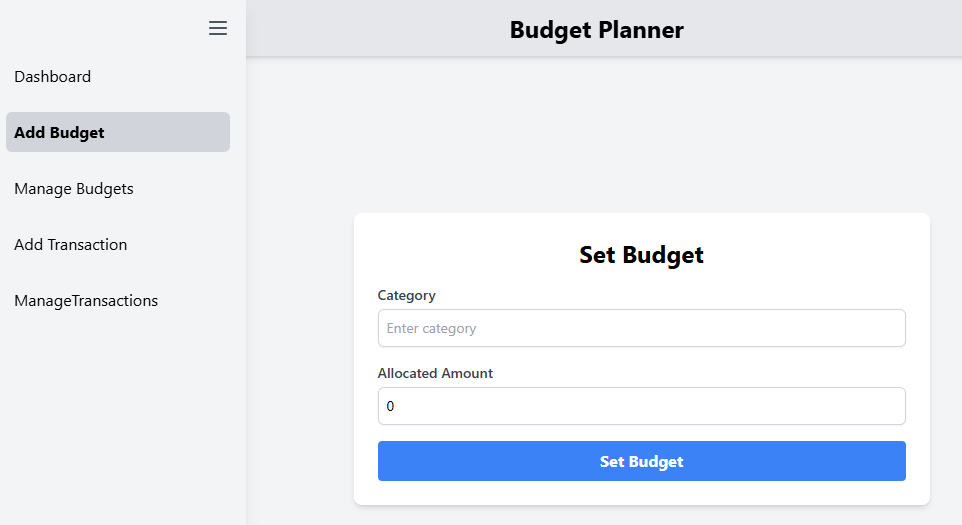 Budget Planner
Dashboard
Add Budget
Manage Budgets
Add Transaction
ManageTransactions
Set Budget
Category
Enter category
Allocated Amount
0
Set Budget